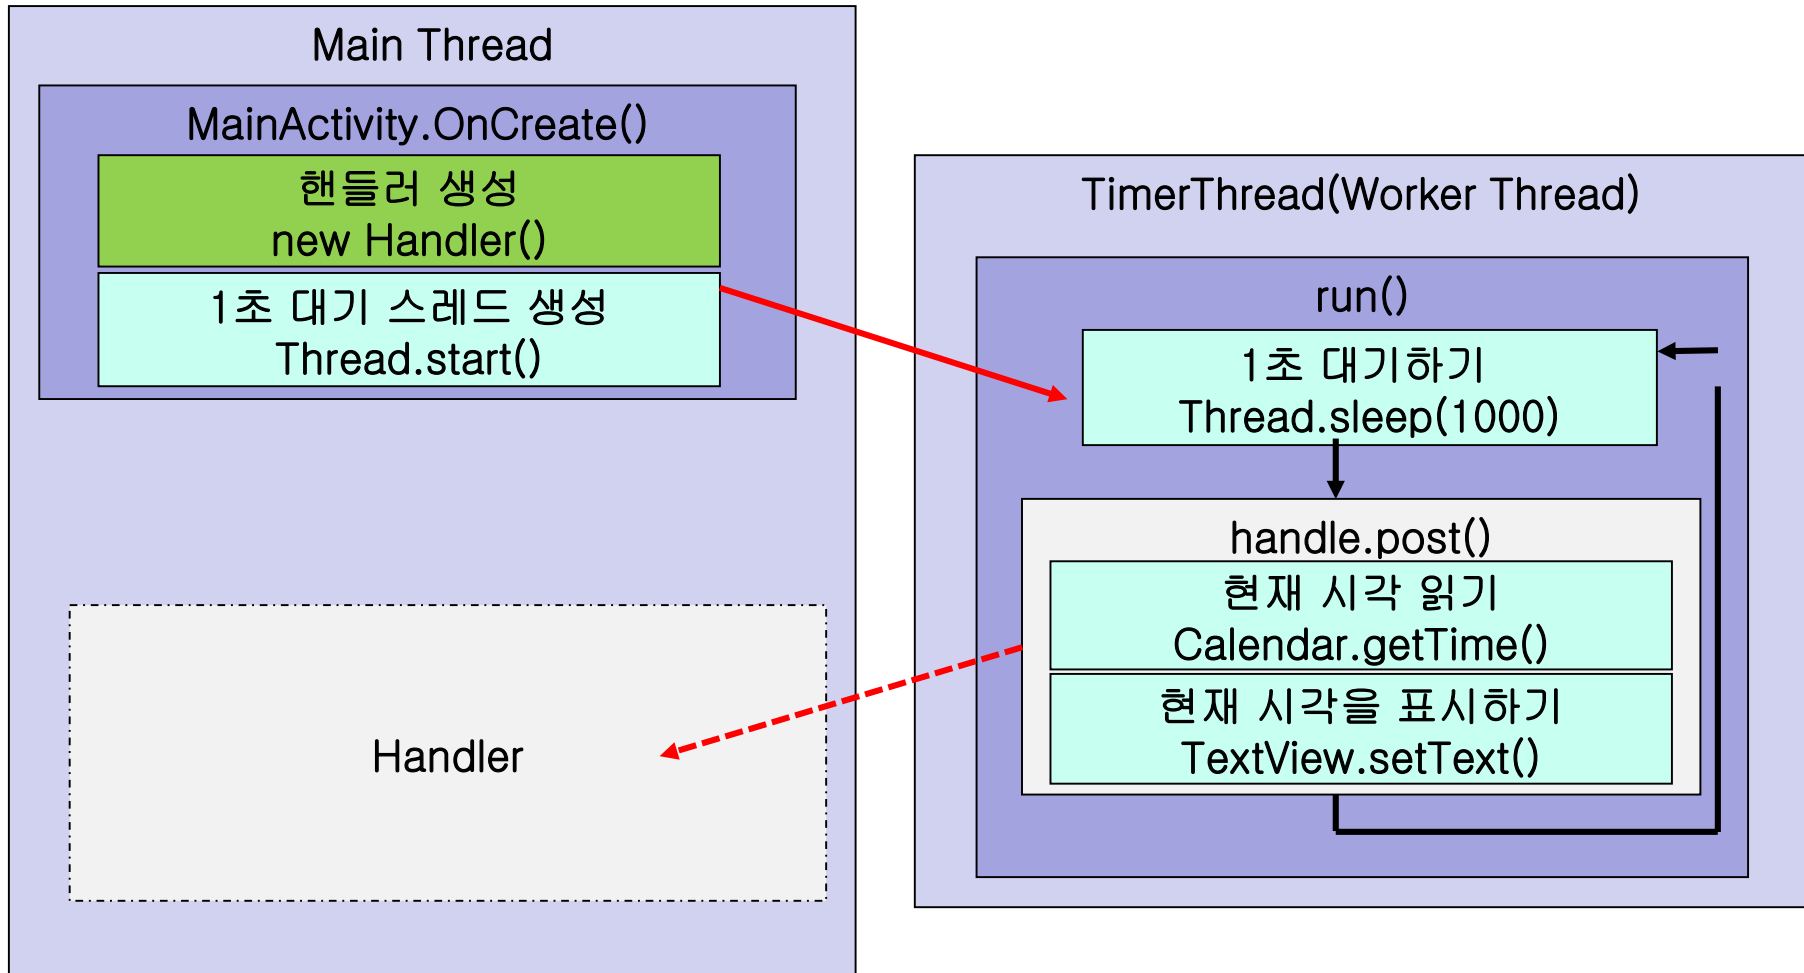 Main Thread
MainActivity.OnCreate()
핸들러 생성
new Handler()
1초 대기 스레드 생성
Thread.start()
Handler
TimerThread(Worker Thread)
run()
1초 대기하기
Thread.sleep(1000)
handle.post()
현재 시각 읽기
Calendar.getTime()
현재 시각을 표시하기
TextView.setText()